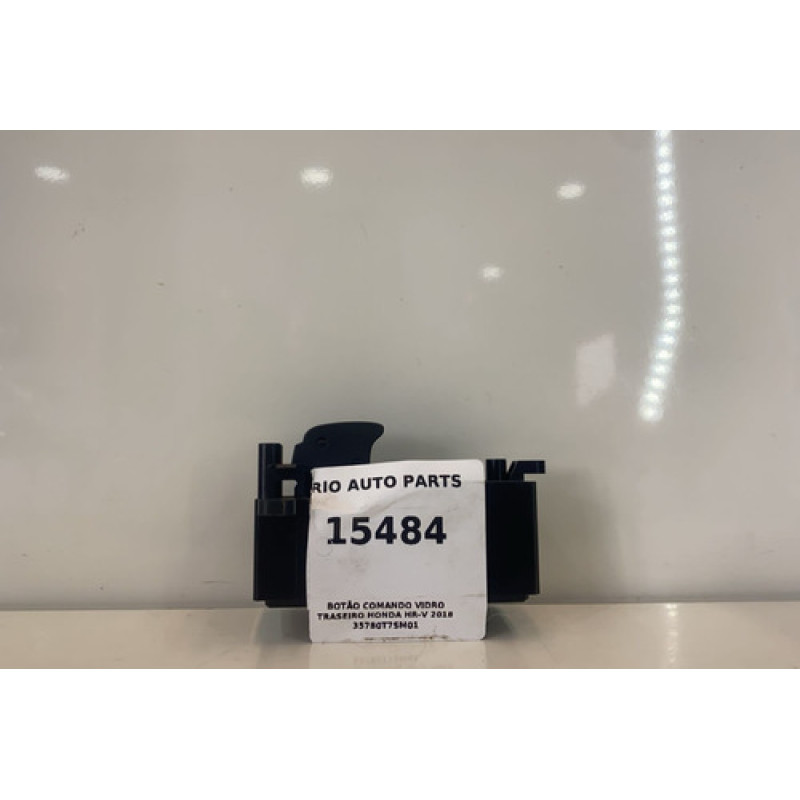 RIO AUTO PARTS
15484
BOTÃO COMANDO VIDRO
TRASEIRO HONDA HR-V 2018
35780T7SM01